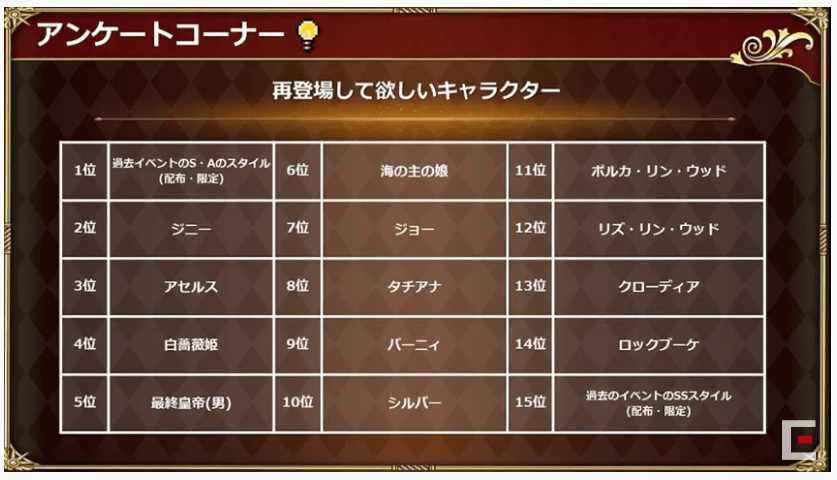 アンケートコーナー
再登場して欲しいキャラクター
1位 過去イベントのS・Aのスタイル
(配布・限定)
6位 海の主の娘
11位 ポルカ・リン・ウッド
2位 ジニー
7位 ジョー
12位 リズ・リン・ウッド
3位 アセルス
8位 タチアナ
13位 クローディア
4位 白薔薇姫
9位 バーニィ
14位 ロックブーケ
5位 最終皇帝(男)
10位 シルバー
15位 過去のイベントのSSスタイル
(配布・限定)